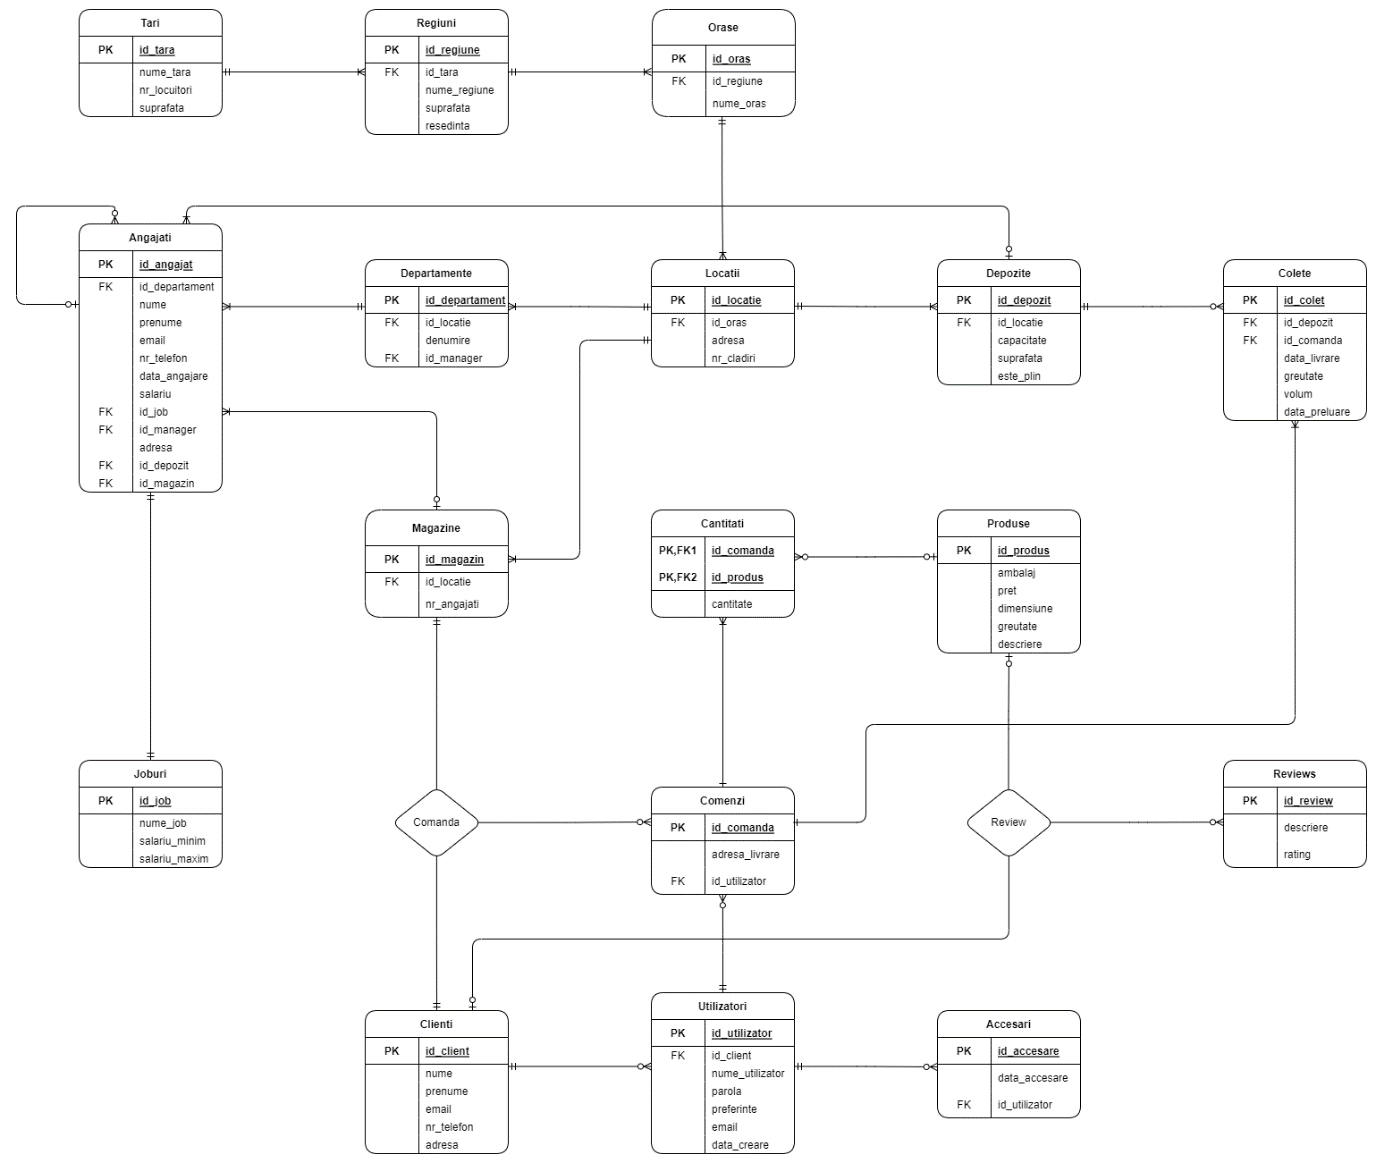 Tari
PK id_tara
nume_tara
nr_locuitori
suprafata
Regiuni
PK id_regiune
FK id_tara
nume_regiune
suprafata
resedinta
Orase
PK id_oras
FK id_regiune
nume_oras
Angajati
PK id_angajat
FK id_departament
nume
prenume
email
nr_telefon
data_angajare
salariu
FK id_job
FK id_manager
adresa
FK id_depozit
FK id_magazin
Departamente
PK id_departament
FK id_locatie
denumire
FK id_manager
Locatii
PK id_locatie
FK id_oras
adresa
nr_cladiri
Depozite
PK id_depozit
FK id_locatie
capacitate
suprafata
este_plin
Colete
PK id_colet
FK id_depozit
FK id_comanda
data_livrare
greutate
volum
data_preluare
Magazine
PK id_magazin
FK id_locatie
nr_angajati
Cantitati
PK,FK1 id_comanda
PK,FK2 id_produs
cantitate
Produse
PK id_produs
ambalaj
pret
dimensiune
greutate
descriere
Joburi
PK id_job
nume_job
salariu_minim
salariu_maxim
Comanda
Comenzi
PK id_comanda
adresa_livrare
FK id_utilizator
Review
Reviews
PK id_review
descriere
rating
Clienti
PK id_client
nume
prenume
email
nr_telefon
adresa
Utilizatori
PK id_utilizator
FK id_client
nume_utilizator
parola
preferinte
email
data_creare
Accesari
PK id_accesare
data_accesare
FK id_utilizator